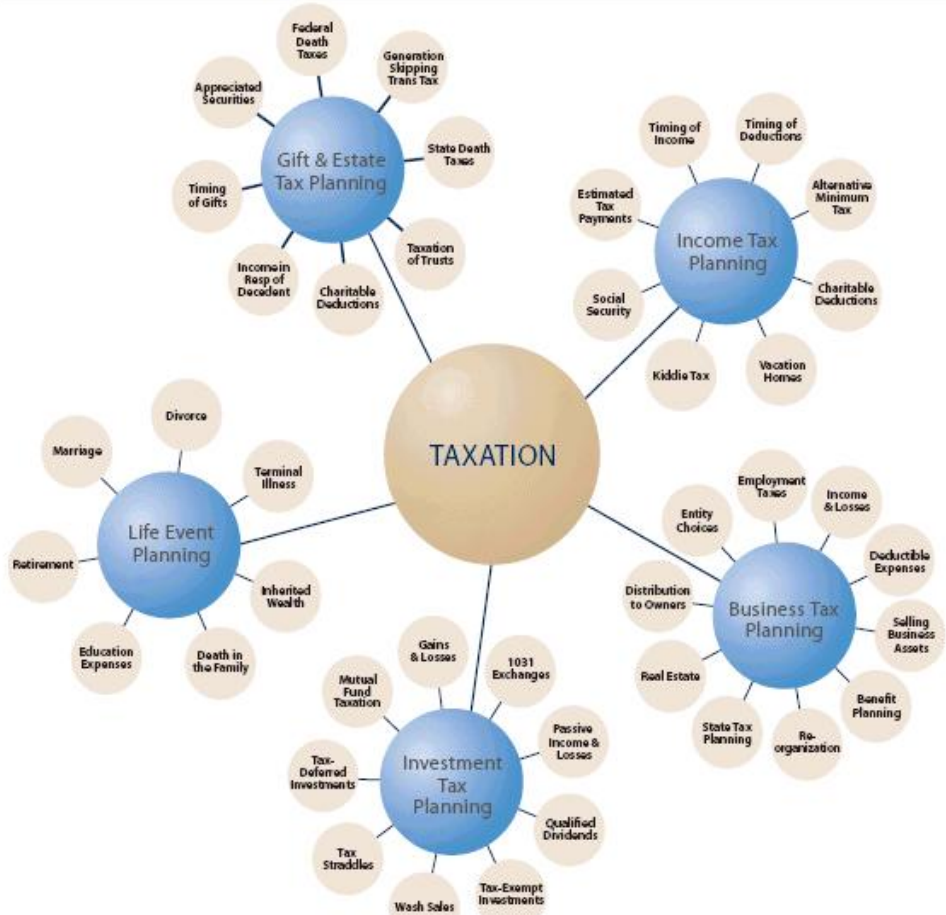 Federal
Death
Taxes
Generation
Skipping
Trans Tax
Appreciated
Securities
State Death
Taxes
Gift & Estate
Tax Planning
Timing
of Gifts
Taxation
of Trusts
Income in
Resp of
Decedent
Charitable
Deductions
Timing of
Income
Timing of
Deductions
Estimated
Tax
Payments
Alternative
Minimum
Tax
Income Tax
Planning
Social
Security
Charitable
Deductions
Kiddie Tax
Vacation
Homes
TAXATION
Divorce
Marriage
Terminal
Illness
Life Event
Planning
Retirement
Inherited
Wealth
Education
Expenses
Death in
the Family
Employment
Taxes
Income
& Losses
Entity
Choices
Deductible
Expenses
Distribution
to Owners
Business Tax
Planning
Selling
Business
Assets
Real Estate
Benefit
Planning
State Tax
Planning
Re-
organization
Gains
& Losses
1031
Exchanges
Mutual
Fund
Taxation
Passive
Income &
Losses
Tax-
Deferred
Investments
Investment
Tax
Planning
Qualified
Dividends
Tax
Straddles
Wash Sales
Tax-Exempt
Investments